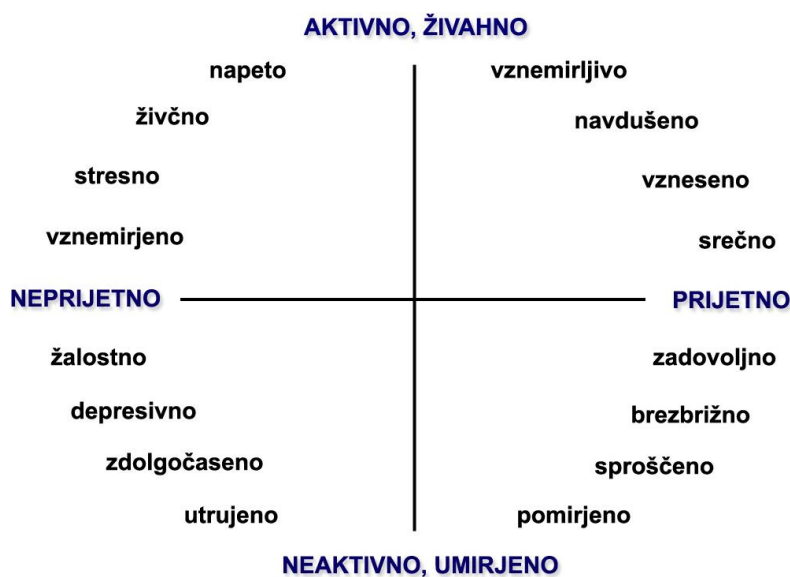 AKTIVNO, ŽIVAHNO
napeto
vznemirljivo
živčno
navdušeno
stresno
vzneseno
vznemirjeno
srečno
NEPRIJETNO
PRIJETNO
žalostno
zadovoljno
depresivno
brezbrižno
zdolgočaseno
sproščeno
utrujeno
pomirjeno
NEAKTIVNO, UMIRJENO